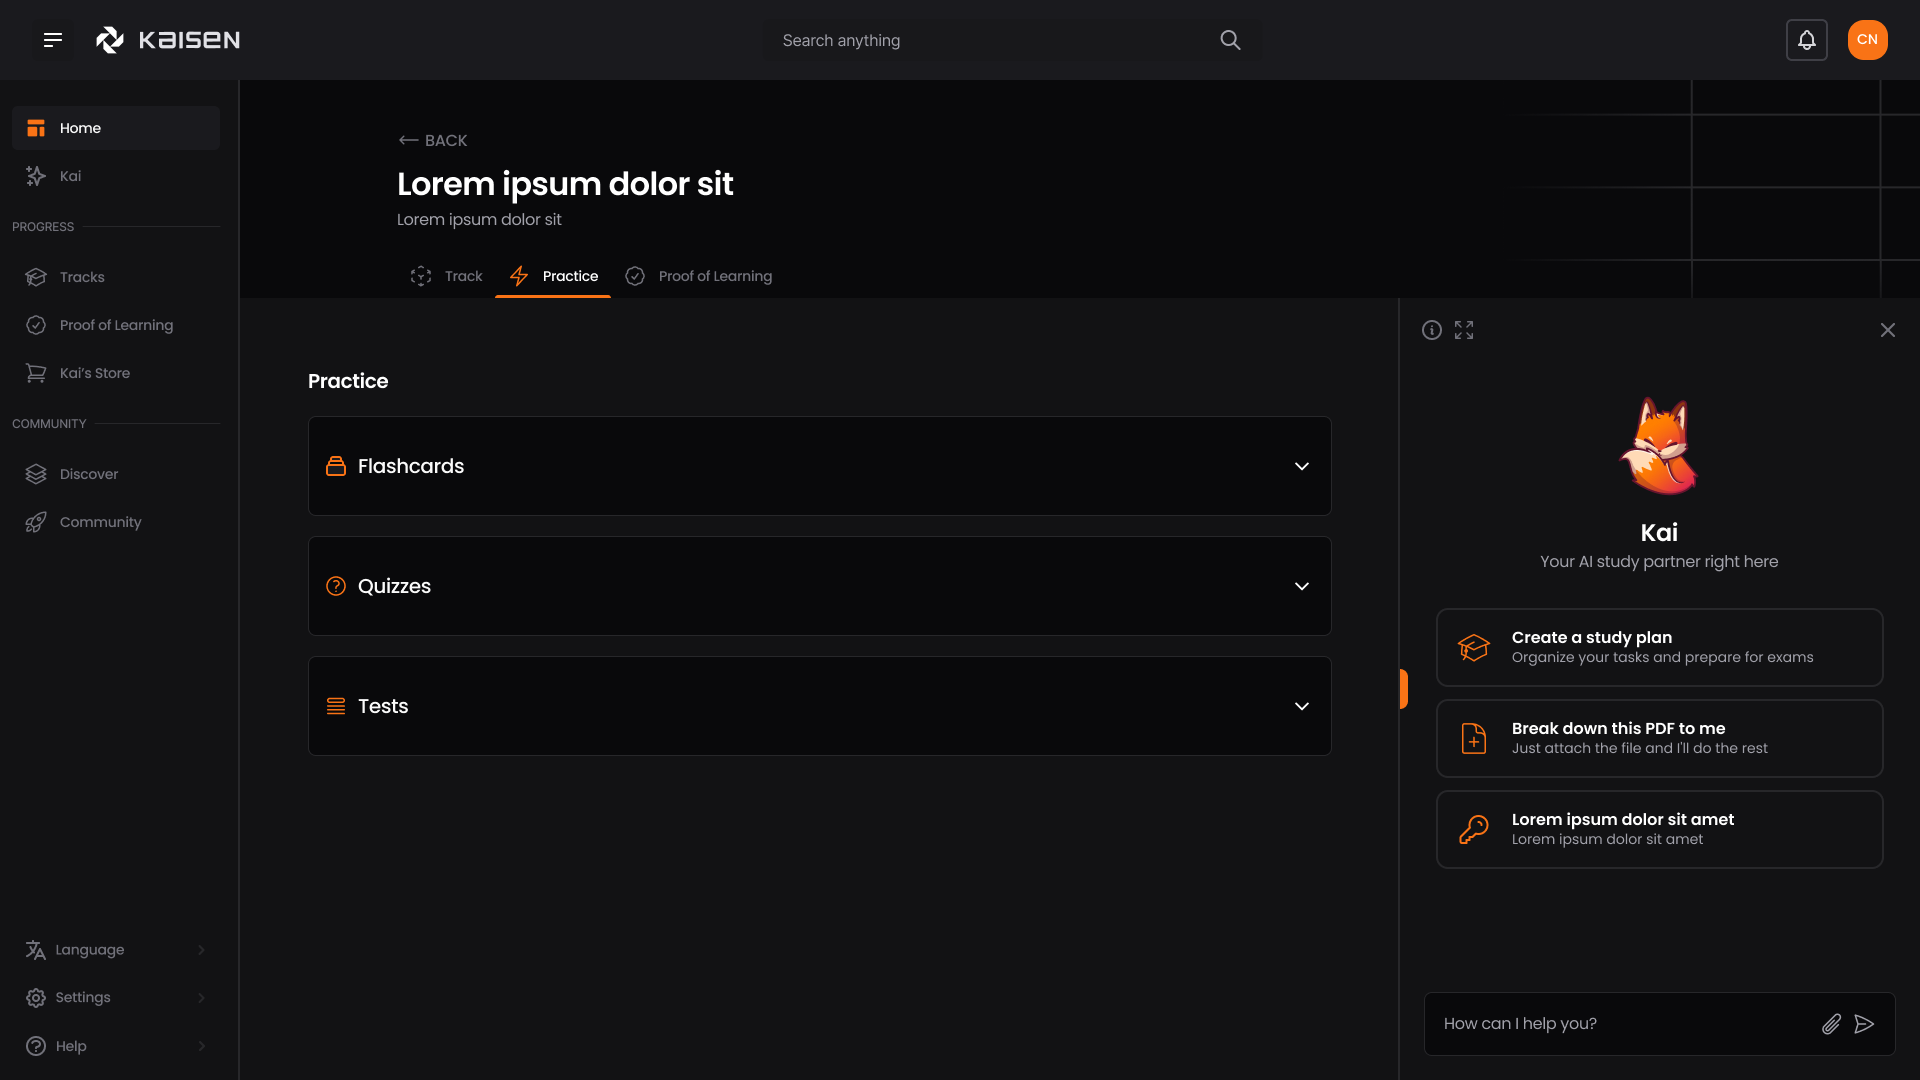 KAISEN
Search anything
CN
Home
Kai
PROGRESS
Tracks
Proof of Learning
Kai's Store
COMMUNITY
Discover
Community
Language
Settings
Help
BACK
Lorem ipsum dolor sit
Lorem ipsum dolor sit
Track
Practice
Proof of Learning
Practice
Flashcards
Quizzes
Tests
Kai
Your AI study partner right here
Create a study plan
Organize your tasks and prepare for exams
Break down this PDF to me
Just attach the file and I'll do the rest
Lorem ipsum dolor sit amet
Lorem ipsum dolor sit amet
How can I help you?